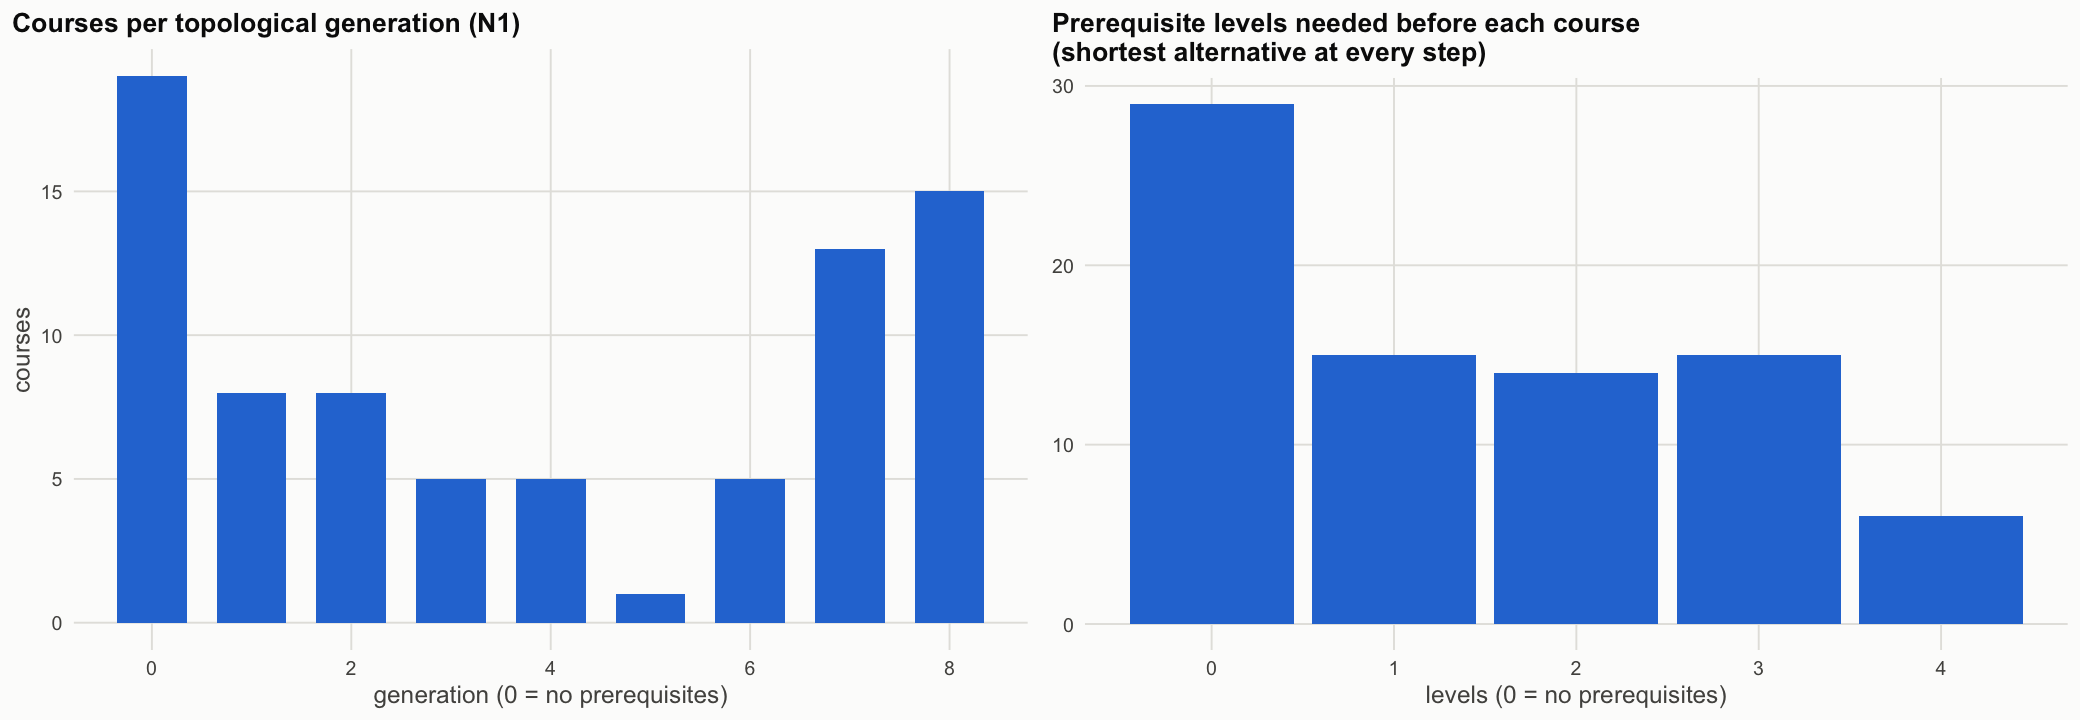 Courses per topological generation (N1)
courses
15
10
5
0
0 2 4 6 8
generation (0 = no prerequisites)
Prerequisite levels needed before each course
(shortest alternative at every step)
30
20
10
0
0 1 2 3 4
levels (0 = no prerequisites)